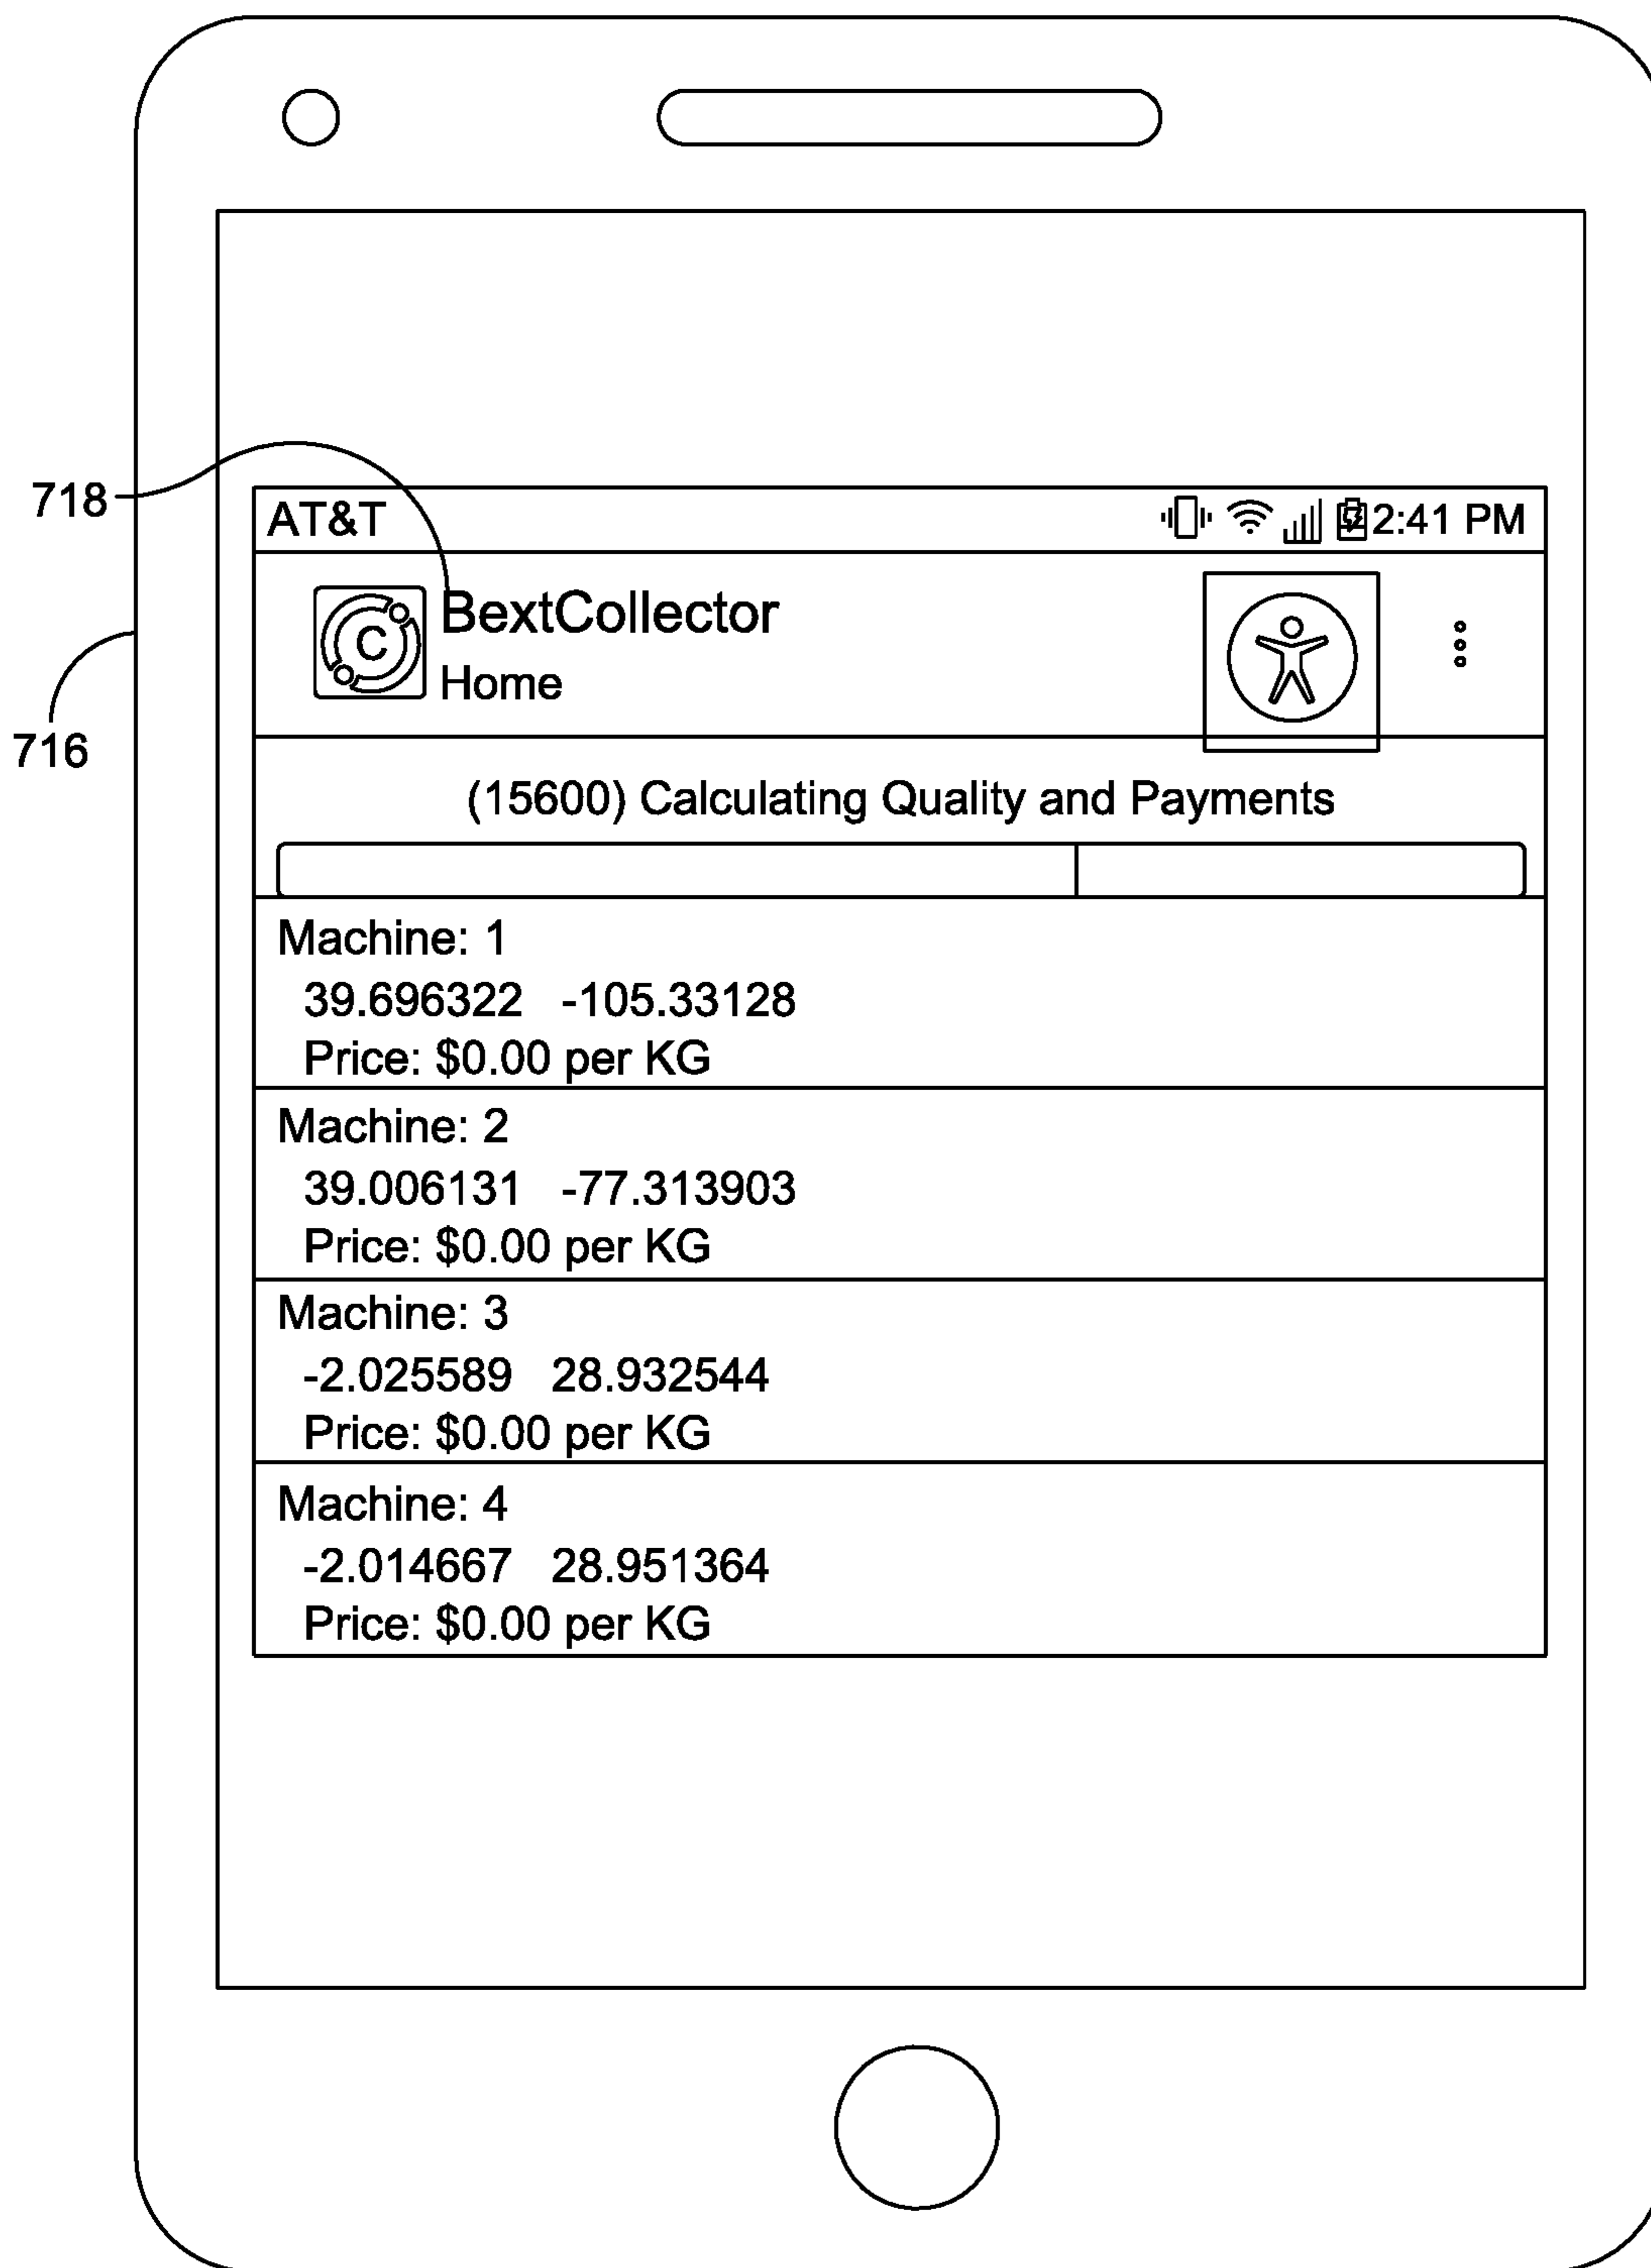 718
AT&T 2:41 PM
BextCollector
C
Home
716
(15600) Calculating Quality and Payments
Machine: 1
39.696322 -105.33128
Price: $0.00 per KG
Machine: 2
39.006131 -77.313903
Price: $0.00 per KG
Machine: 3
-2.025589 28.932544
Price: $0.00 per KG
Machine: 4
-2.014667 28.951364
Price: $0.00 per KG